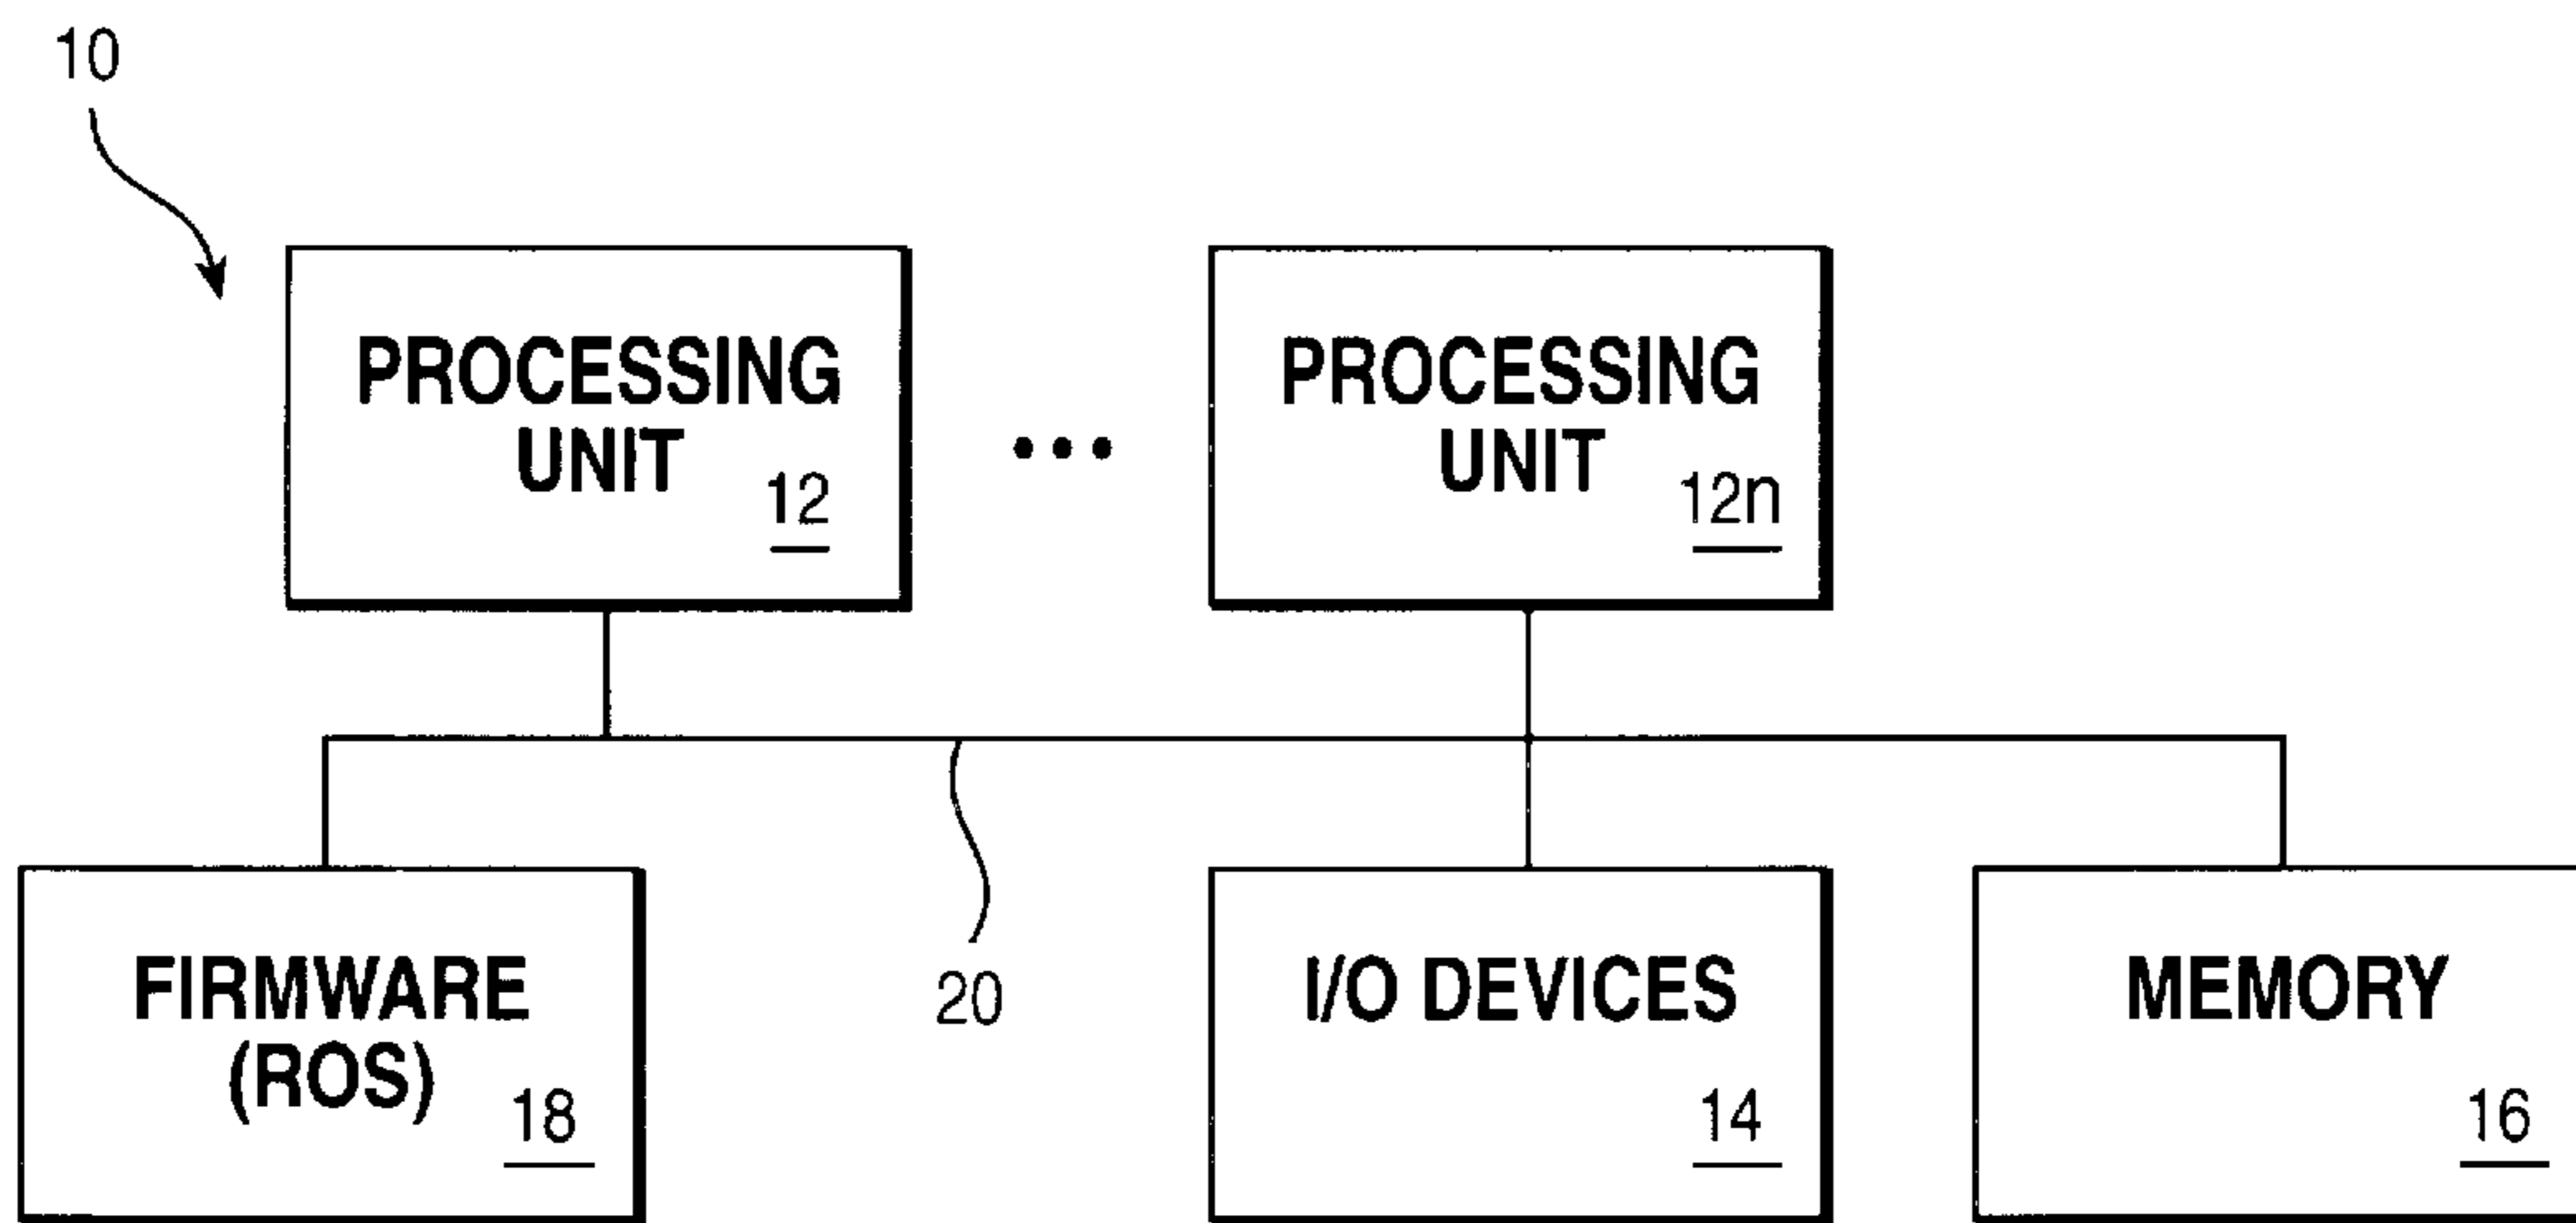 10
PROCESSING
UNIT
12
...
PROCESSING
UNIT
12n
20
FIRMWARE
(ROS)
18
I/O DEVICES
14
MEMORY
16